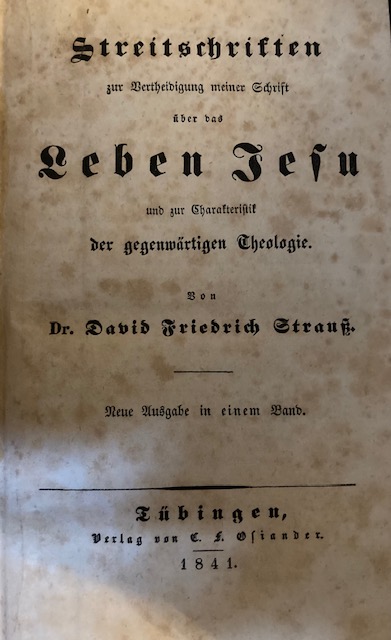 Streitschriften
zur Vertheidigung meiner Schrift
über das
Leben Jesu
und zur Charakteristik
der gegenwärtigen Theologie.
Von
Dr. David Friedrich Strauß.
Neue Ausgabe in einem Band.
Tübingen,
Verlag von C. F. Osiander.
1841.